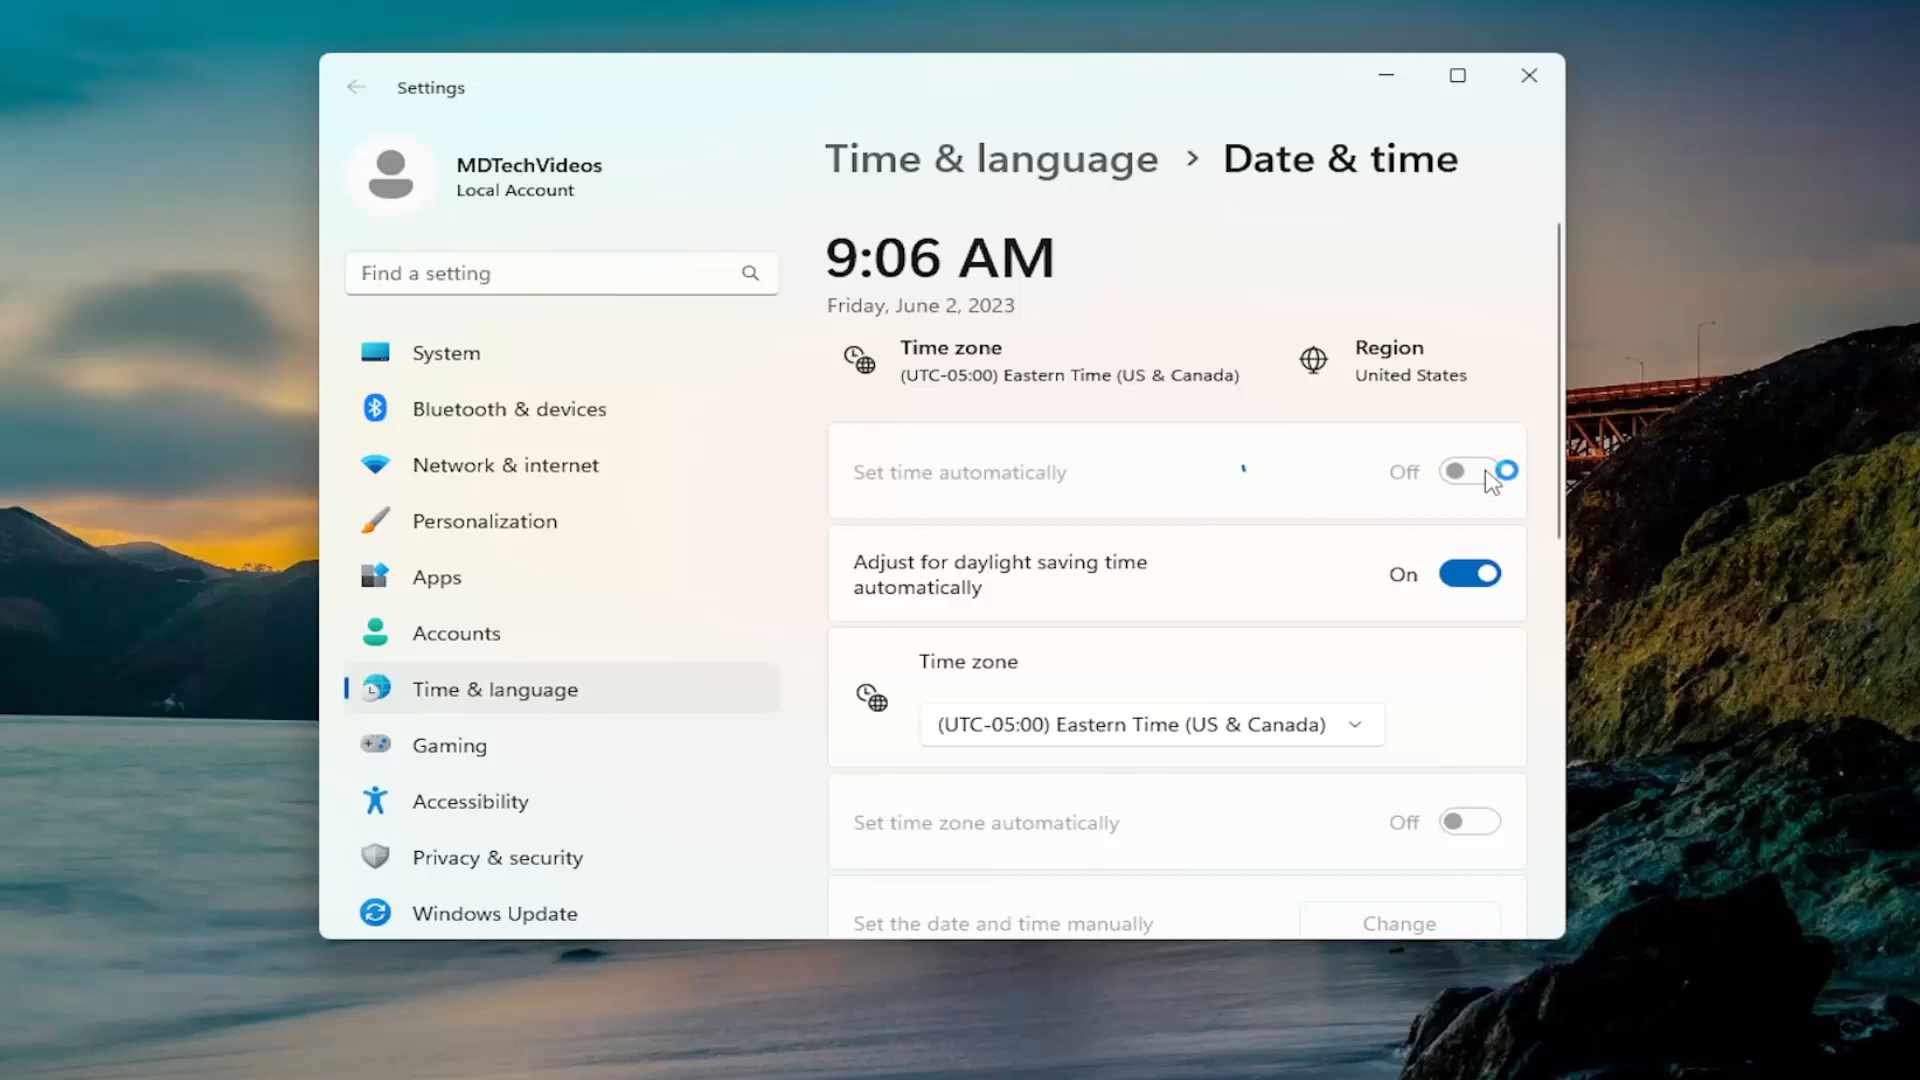 Settings
MDTechVideos
Local Account
Find a setting
System
Bluetooth & devices
Network & internet
Personalization
Apps
Accounts
Time & language
Gaming
Accessibility
Privacy & security
Windows Update
Time & language > Date & time
9:06 AM
Friday, June 2, 2023
Time zone
(UTC-05:00) Eastern Time (US & Canada)
Region
United States
Set time automatically
Off
Adjust for daylight saving time
automatically
On
Time zone
(UTC-05:00) Eastern Time (US & Canada)
Set time zone automatically
Off
Set the date and time manually
Change